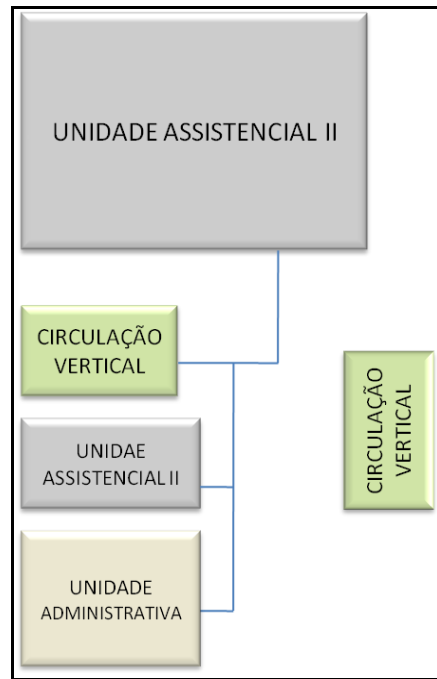 UNIDADE ASSISTENCIAL II
CIRCULAÇÃO
VERTICAL
CIRCULAÇÃO
VERTICAL
UNIDAE
ASSISTENCIAL II
UNIDADE
ADMINISTRATIVA